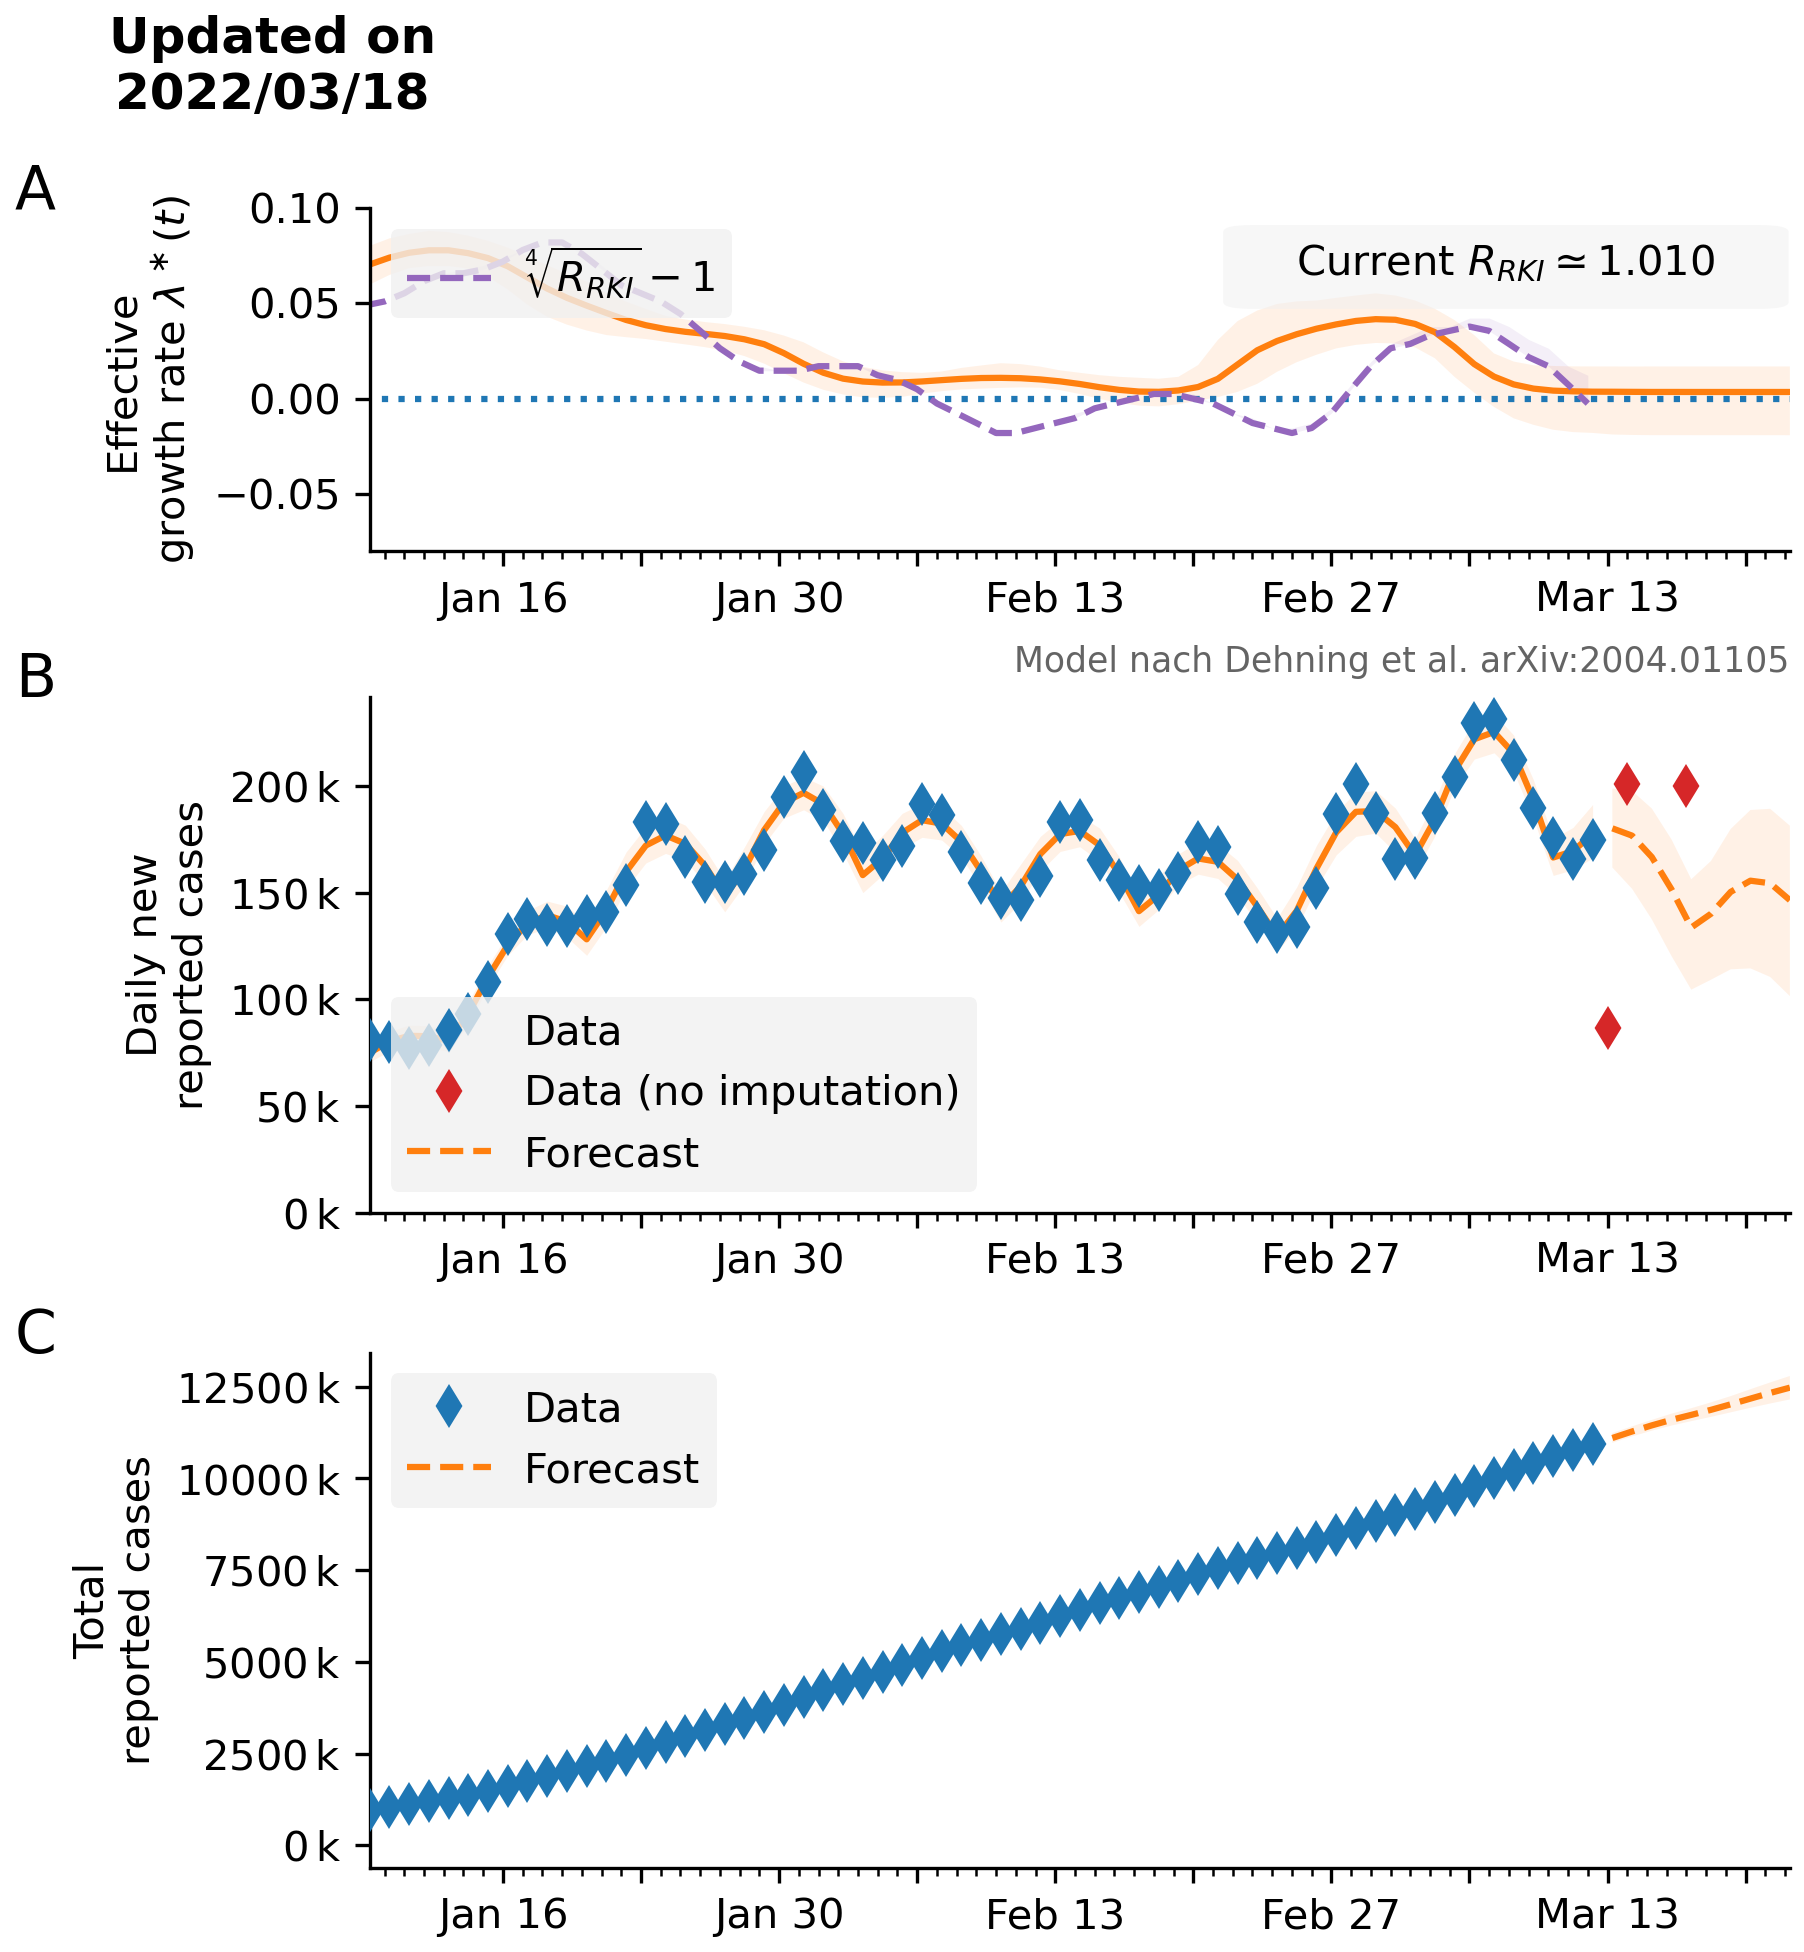 Updated on
2022/03/18
A
Effective
growth rate λ * (t)
0.10
0.05
0.00
−0.05
∜R_RKI − 1
Current R_RKI ≃ 1.010
Jan 16
Jan 30
Feb 13
Feb 27
Mar 13
Model nach Dehning et al. arXiv:2004.01105
B
Daily new
reported cases
200 k
150 k
100 k
50 k
0 k
Data
Data (no imputation)
Forecast
Jan 16
Jan 30
Feb 13
Feb 27
Mar 13
C
Total
reported cases
12500 k
10000 k
7500 k
5000 k
2500 k
0 k
Data
Forecast
Jan 16
Jan 30
Feb 13
Feb 27
Mar 13